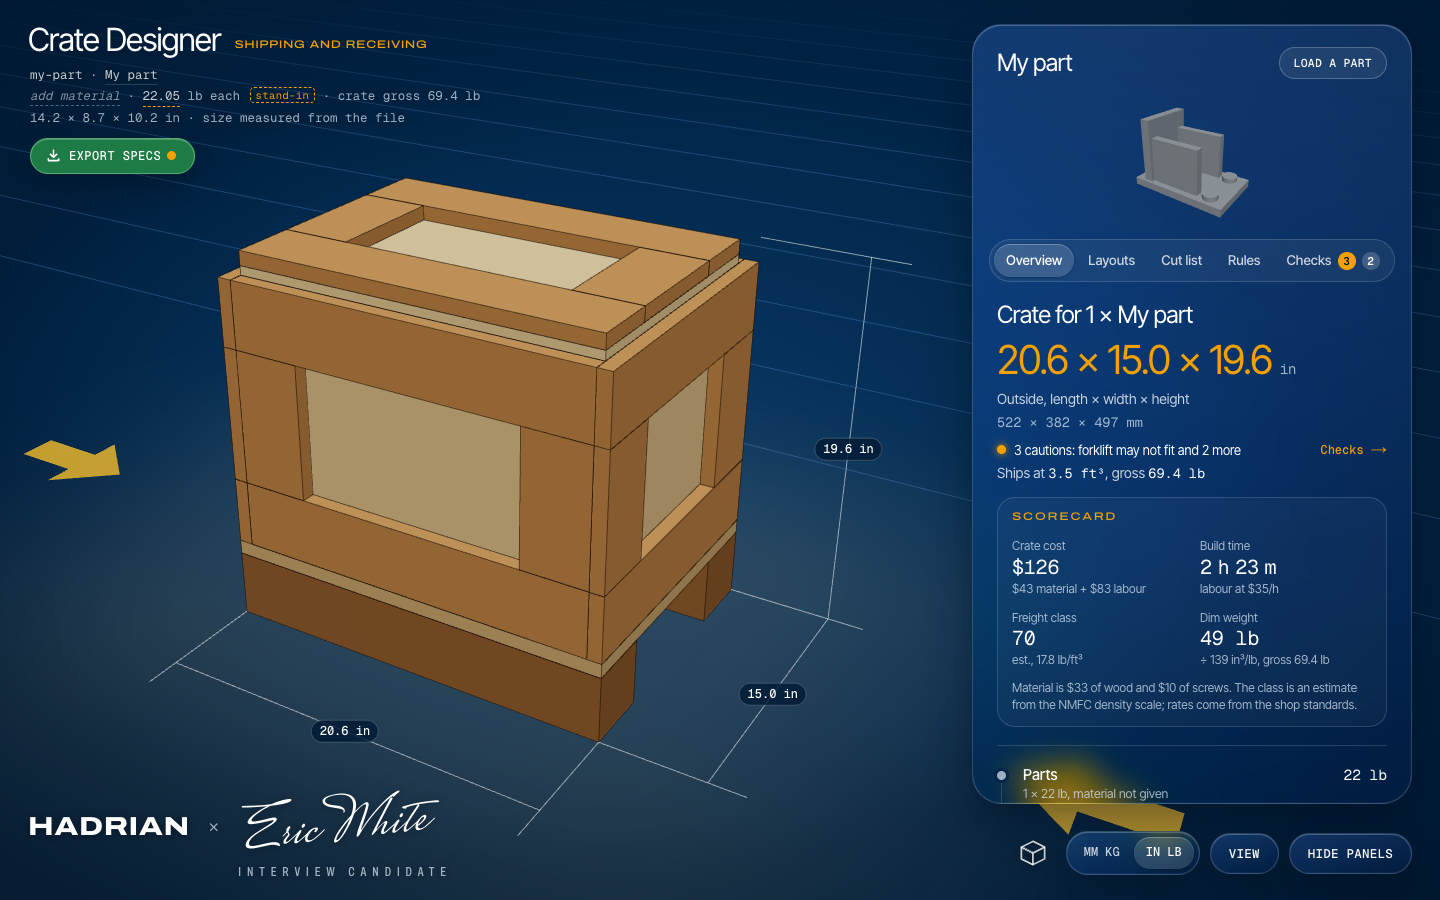 Crate Designer SHIPPING AND RECEIVING
my-part · My part
add material · 22.05 lb each stand-in · crate gross 69.4 lb
14.2 × 8.7 × 10.2 in · size measured from the file
EXPORT SPECS
19.6 in
15.0 in
20.6 in
HADRIAN × Eric White
INTERVIEW CANDIDATE
My part
LOAD A PART
Overview Layouts Cut list Rules Checks 3 2
Crate for 1 × My part
20.6 × 15.0 × 19.6 in
Outside, length × width × height
522 × 382 × 497 mm
3 cautions: forklift may not fit and 2 more Checks →
Ships at 3.5 ft³, gross 69.4 lb
SCORECARD
Crate cost
$126
$43 material + $83 labour
Build time
2 h 23 m
labour at $35/h
Freight class
70
est., 17.8 lb/ft³
Dim weight
49 lb
÷ 139 in³/lb, gross 69.4 lb
Material is $33 of wood and $10 of screws. The class is an estimate
from the NMFC density scale; rates come from the shop standards.
Parts 22 lb
1 × 22 lb, material not given
MM KG IN LB VIEW HIDE PANELS